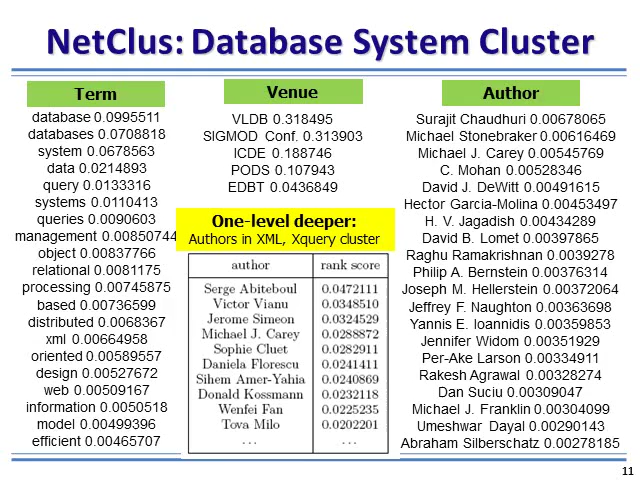 NetClus: Database System Cluster
Term
database 0.0995511
databases 0.0708818
system 0.0678563
data 0.0214893
query 0.0133316
systems 0.0110413
queries 0.0090603
management 0.00850744
object 0.00837766
relational 0.0081175
processing 0.00745875
based 0.00736599
distributed 0.0068367
xml 0.00664958
oriented 0.00589557
design 0.00527672
web 0.00509167
information 0.0050518
model 0.00499396
efficient 0.00465707
Venue
VLDB 0.318495
SIGMOD Conf. 0.313903
ICDE 0.188746
PODS 0.107943
EDBT 0.0436849
One-level deeper:
Authors in XML, Xquery cluster
author rank score
Serge Abiteboul 0.0472111
Victor Vianu 0.0348510
Jerome Simeon 0.0324529
Michael J. Carey 0.0288872
Sophie Cluet 0.0282911
Daniela Florescu 0.0241411
Sihem Amer-Yahia 0.0240869
Donald Kossmann 0.0232118
Wenfei Fan 0.0225235
Tova Milo 0.0202201
... ...
Author
Surajit Chaudhuri 0.00678065
Michael Stonebraker 0.00616469
Michael J. Carey 0.00545769
C. Mohan 0.00528346
David J. DeWitt 0.00491615
Hector Garcia-Molina 0.00453497
H. V. Jagadish 0.00434289
David B. Lomet 0.00397865
Raghu Ramakrishnan 0.0039278
Philip A. Bernstein 0.00376314
Joseph M. Hellerstein 0.00372064
Jeffrey F. Naughton 0.00363698
Yannis E. Ioannidis 0.00359853
Jennifer Widom 0.00351929
Per-Ake Larson 0.00334911
Rakesh Agrawal 0.00328274
Dan Suciu 0.00309047
Michael J. Franklin 0.00304099
Umeshwar Dayal 0.00290143
Abraham Silberschatz 0.00278185
11